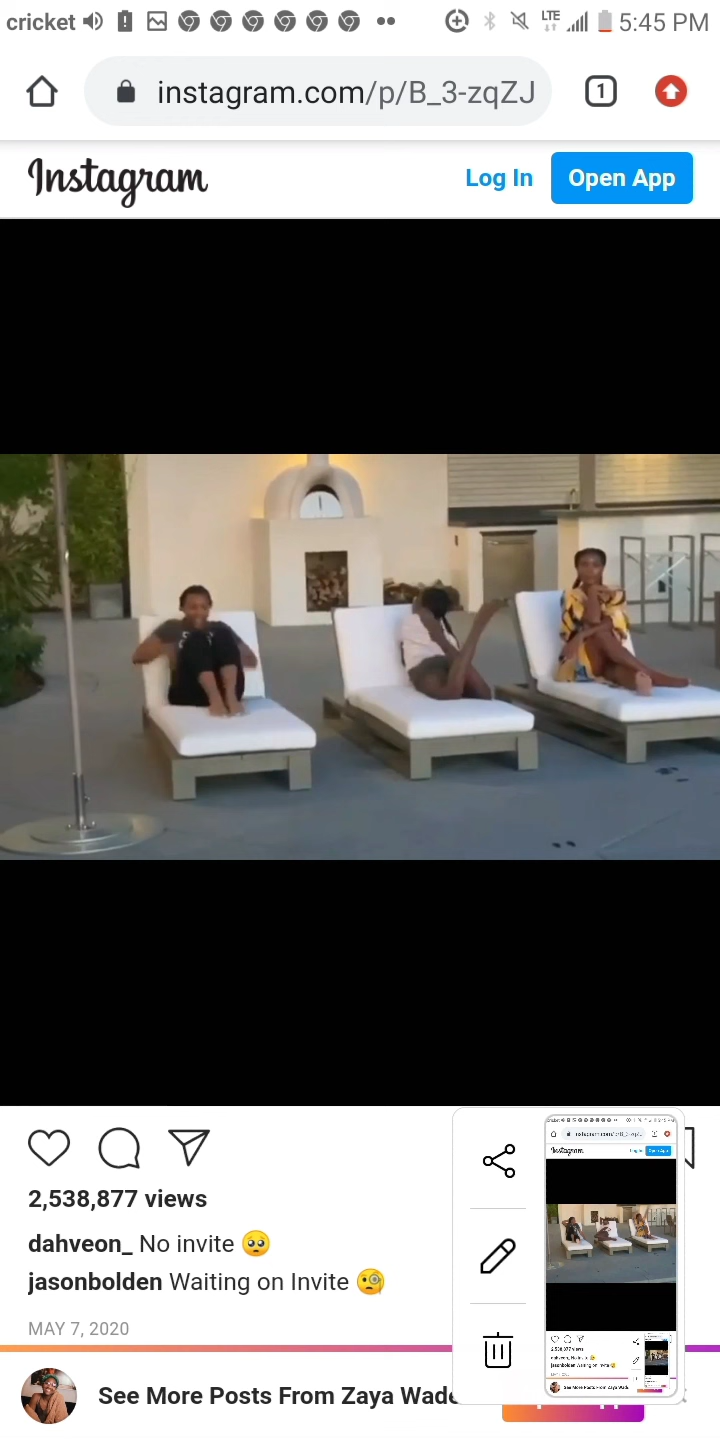 cricket LTE 5:45 PM
instagram.com/p/B_3-zqZJ 1
Instagram Log In Open App
2,538,877 views
dahveon_ No invite 🥺
jasonbolden Waiting on Invite 🧐
MAY 7, 2020
See More Posts From Zaya Wade